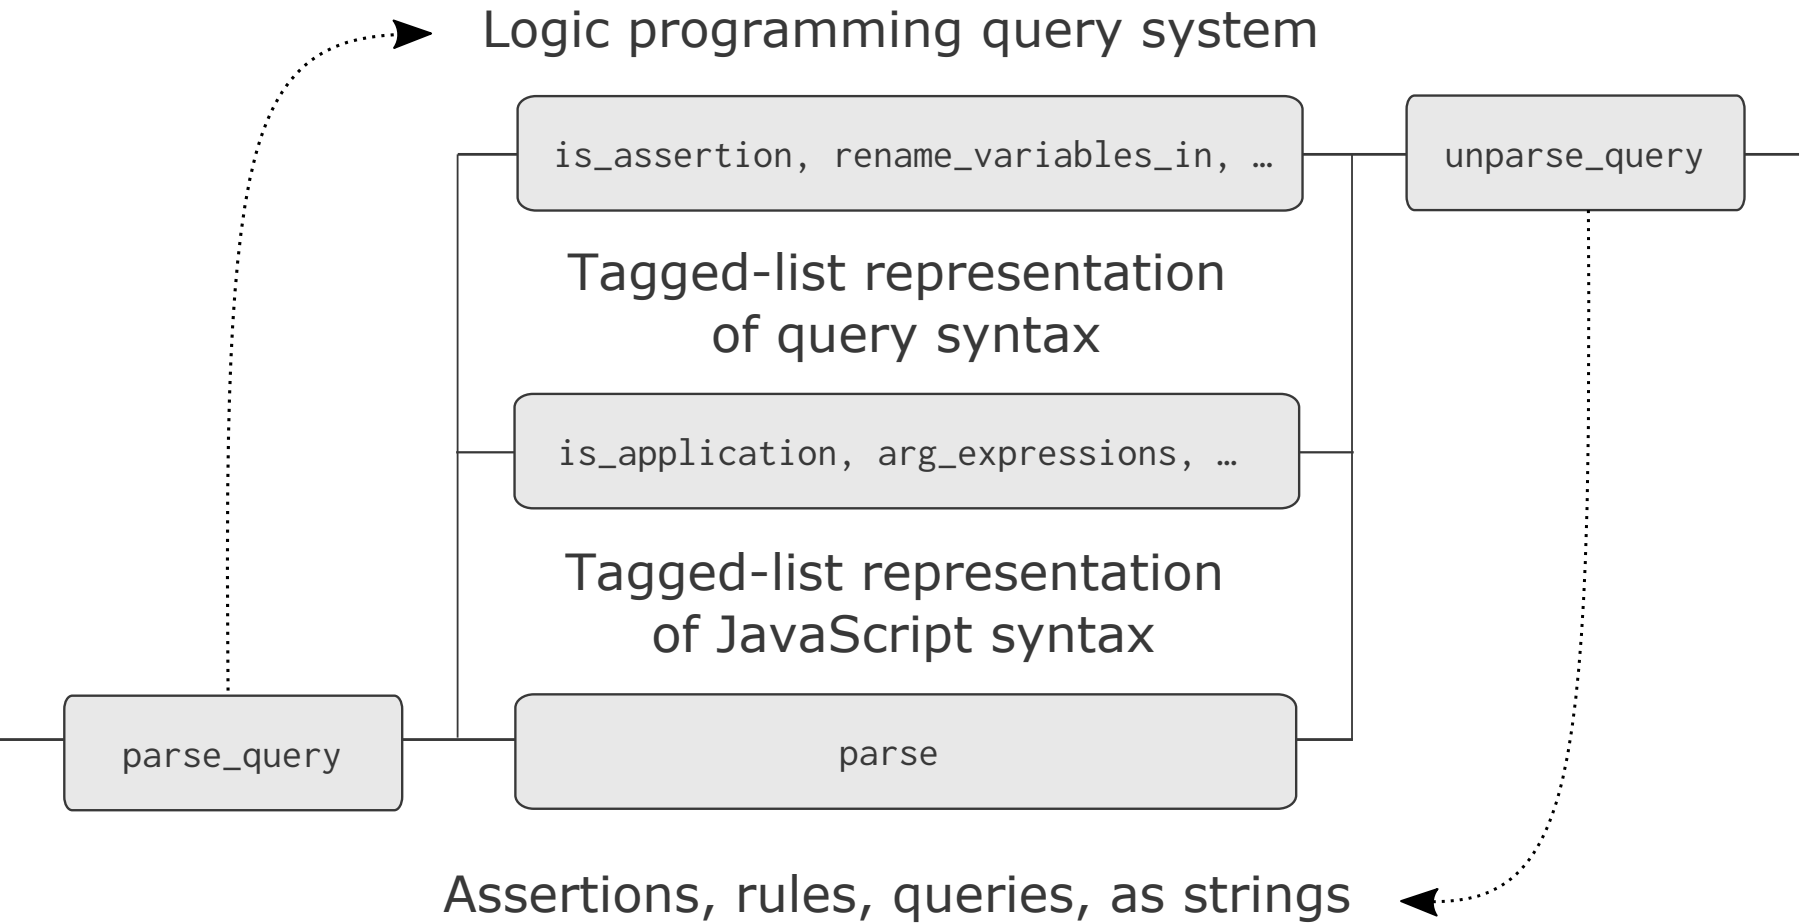 Logic programming query system
is_assertion, rename_variables_in, …
unparse_query
Tagged-list representation
of query syntax
is_application, arg_expressions, …
Tagged-list representation
of JavaScript syntax
parse_query
parse
Assertions, rules, queries, as strings